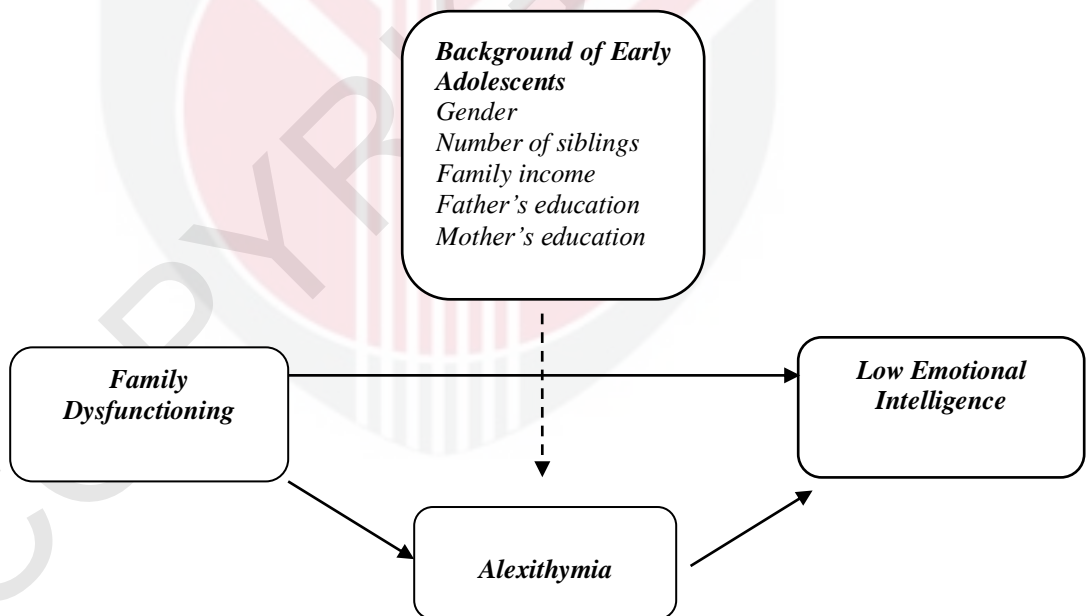 Background of Early
Adolescents
Gender
Number of siblings
Family income
Father's education
Mother's education
Family
Dysfunctioning
Low Emotional
Intelligence
Alexithymia